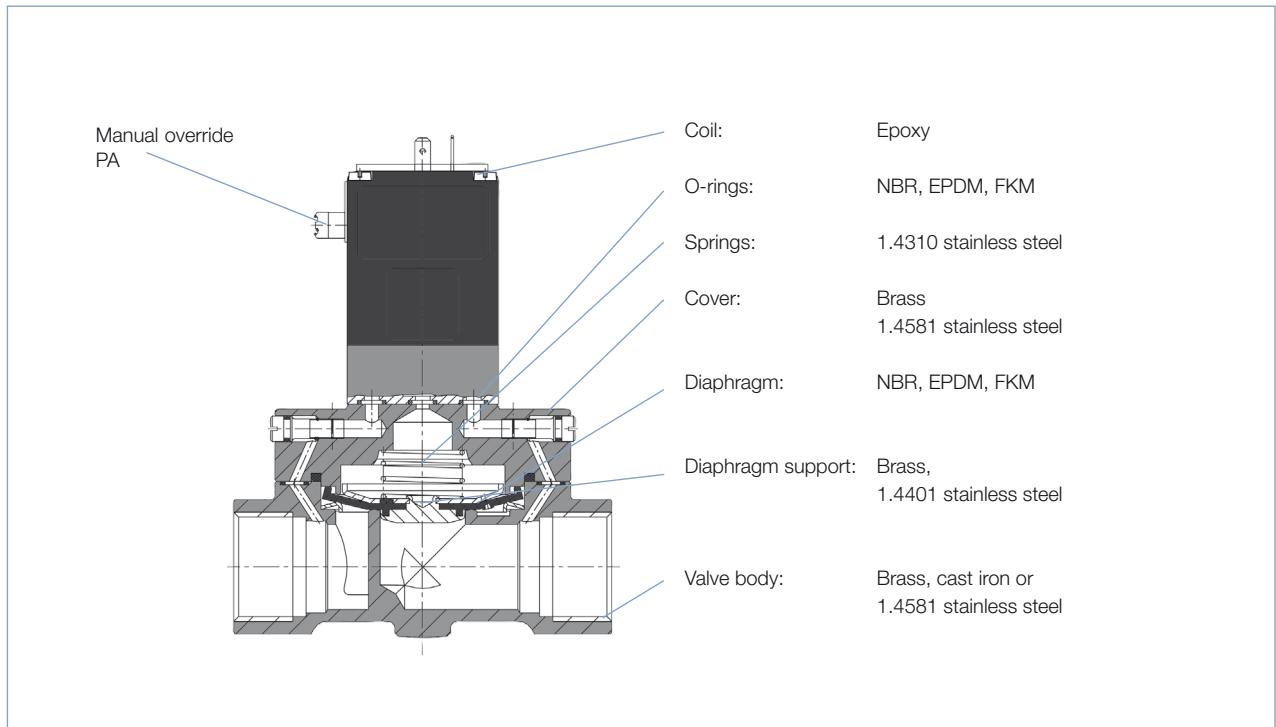 Manual override
PA
Coil: Epoxy
O-rings: NBR, EPDM, FKM
Springs: 1.4310 stainless steel
Cover: Brass
1.4581 stainless steel
Diaphragm: NBR, EPDM, FKM
Diaphragm support: Brass,
1.4401 stainless steel
Valve body: Brass, cast iron or
1.4581 stainless steel